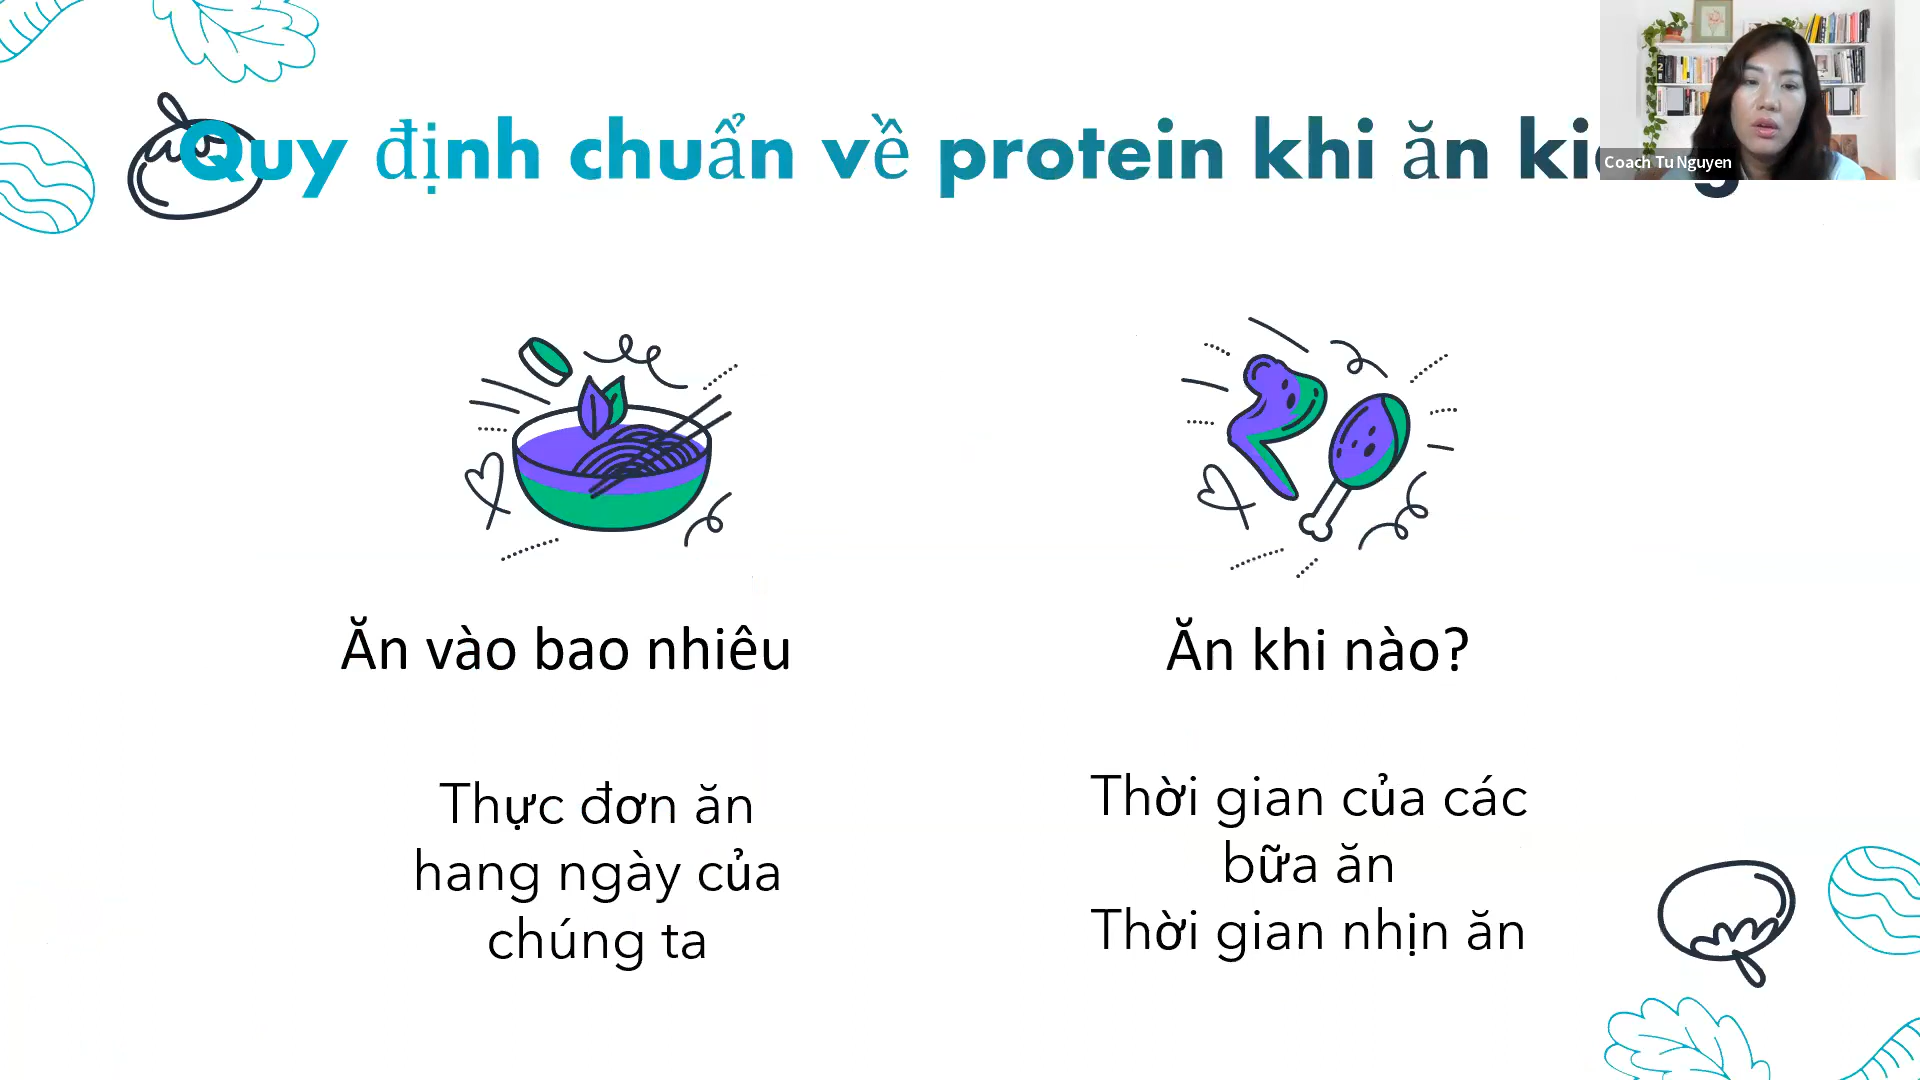 Quy định chuẩn về protein khi ăn
Coach Tu Nguyen
Ăn vào bao nhiêu
Ăn khi nào?
Thực đơn ăn
hang ngày của
chúng ta
Thời gian của các
bữa ăn
Thời gian nhịn ăn